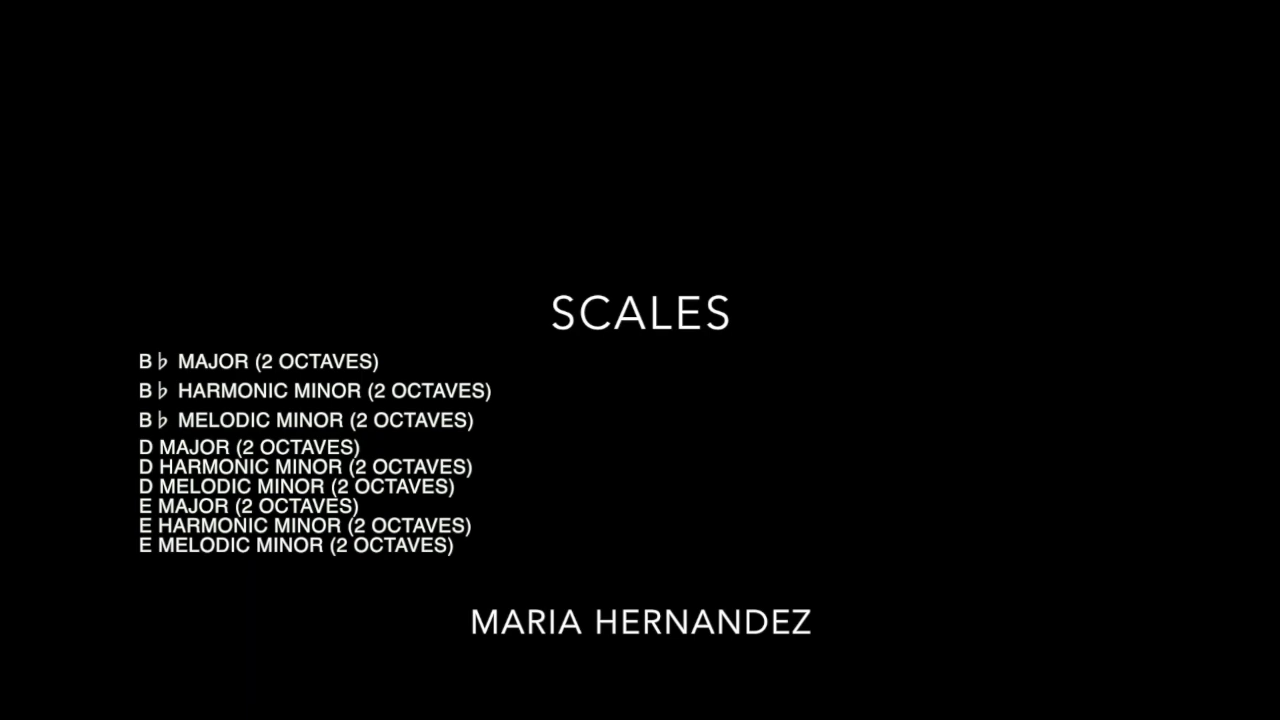 SCALES
B♭ MAJOR (2 OCTAVES)
B♭ HARMONIC MINOR (2 OCTAVES)
B♭ MELODIC MINOR (2 OCTAVES)
D MAJOR (2 OCTAVES)
D HARMONIC MINOR (2 OCTAVES)
D MELODIC MINOR (2 OCTAVES)
E MAJOR (2 OCTAVES)
E HARMONIC MINOR (2 OCTAVES)
E MELODIC MINOR (2 OCTAVES)
MARIA HERNANDEZ